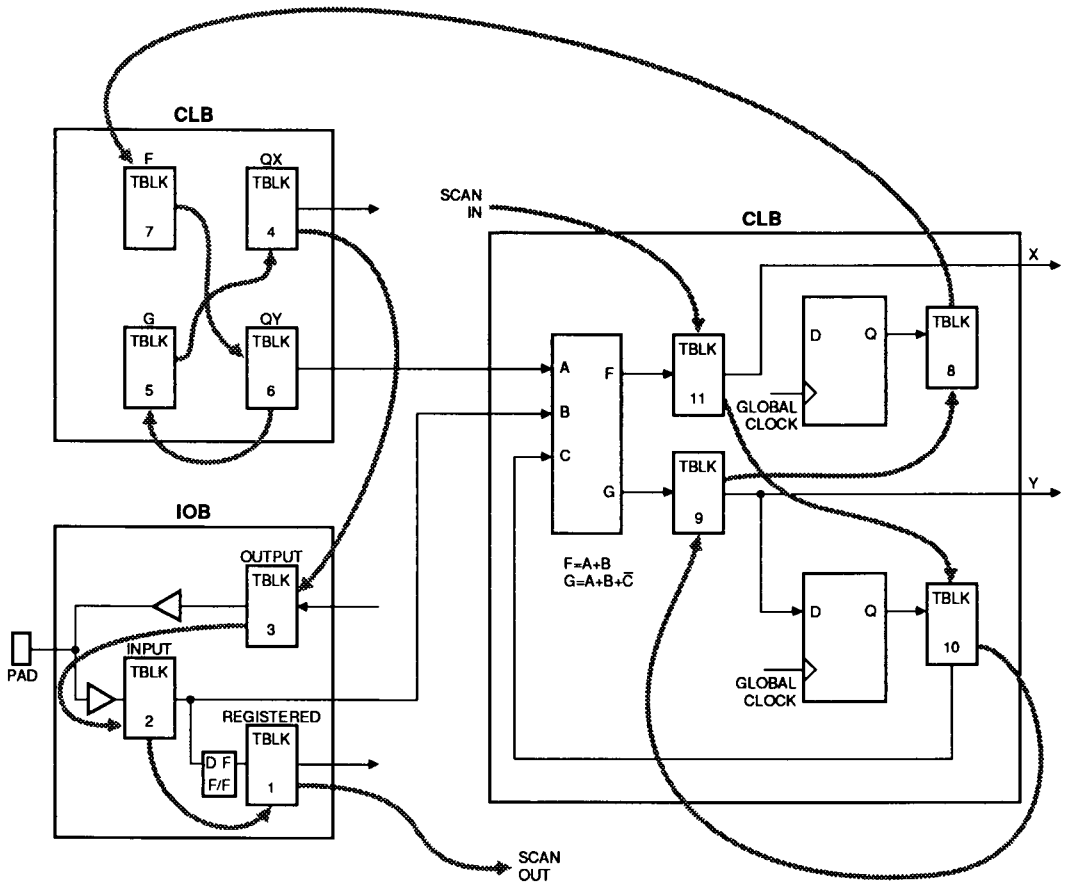 CLB
F
TBLK
7
QX
TBLK
4
G
TBLK
5
QY
TBLK
6
SCAN
IN
CLB
X
A
B
C
F
G
TBLK
11
TBLK
9
F=A+B
G=A+B+C̅
D
Q
GLOBAL
CLOCK
TBLK
8
Y
D
Q
GLOBAL
CLOCK
TBLK
10
IOB
OUTPUT
TBLK
3
PAD
INPUT
TBLK
2
REGISTERED
D F
F/F
TBLK
1
SCAN
OUT